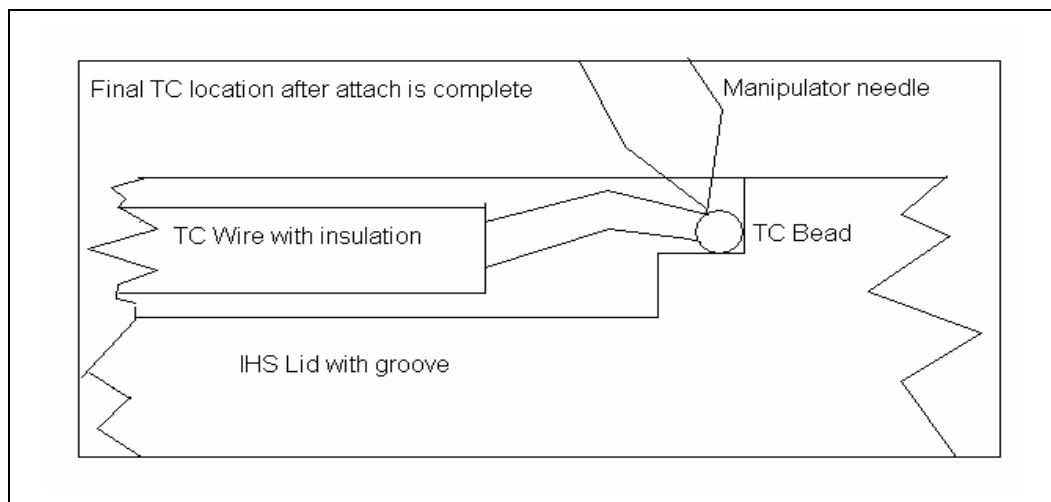 Final TC location after attach is complete
Manipulator needle
TC Wire with insulation
TC Bead
IHS Lid with groove